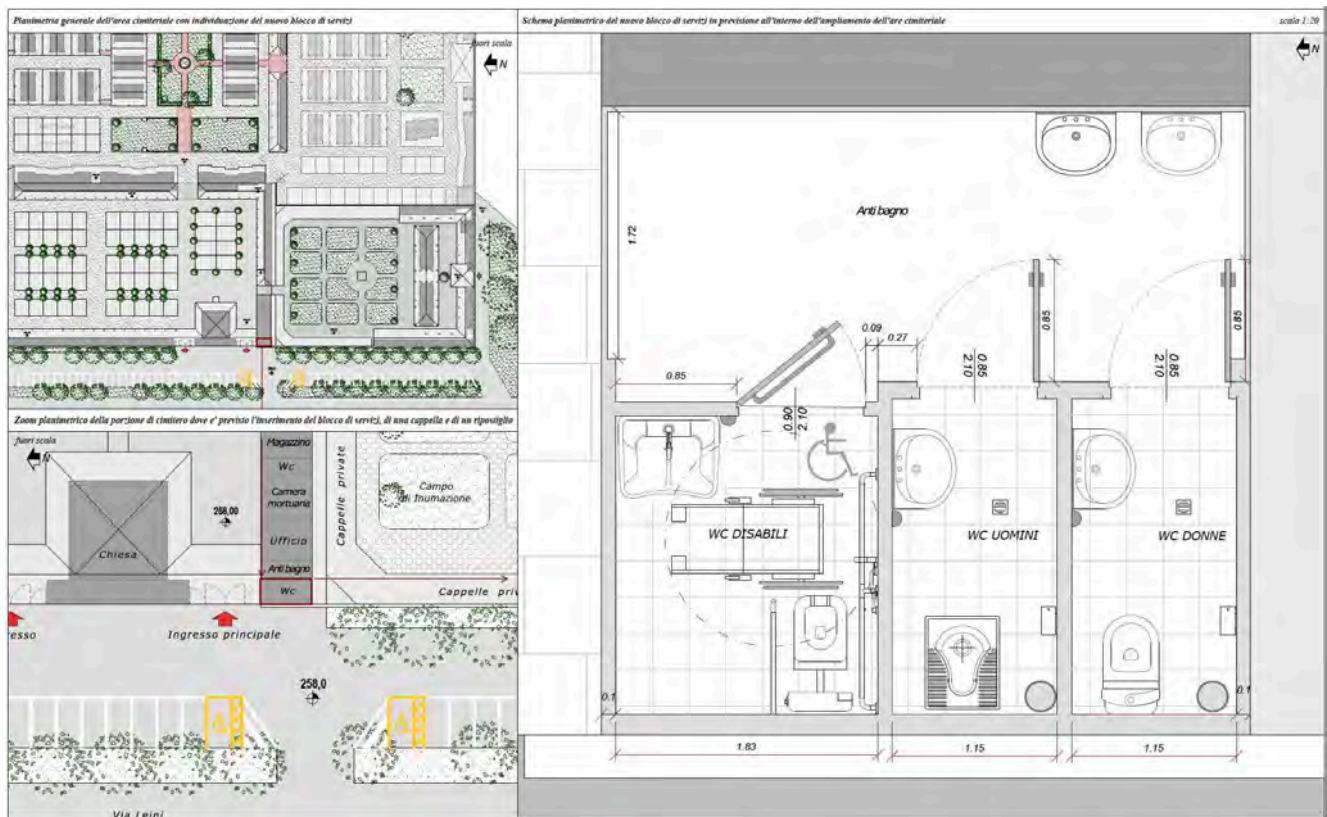 Planimetria generale dell'area cimiteriale con individuazione del nuovo blocco di servizi
fuori scala
N
Zoom planimetrico della porzione di cimitero dove e' previsto l'inserimento del blocco di servizi, di una cappella e di un ripostiglio
fuori scala
N
Magazzino
Wc
Camera
mortuaria
Ufficio
Anti bagno
Wc
Cappelle private
Campo
di Inumazione
258,00
Chiesa
Cappelle priv
resso
Ingresso principale
258,0
Via Leini
Schema planimetrico del nuovo blocco di servizi in previsione all'interno dell'ampliamento dell'are cimiteriale
scala 1:20
N
Anti bagno
1.72
0.85
0.09
0.27
0.85
0.85
0.90
2.10
0.85
2.10
0.85
2.10
WC DISABILI
WC UOMINI
WC DONNE
0.1
0.1
1.83
1.15
1.15